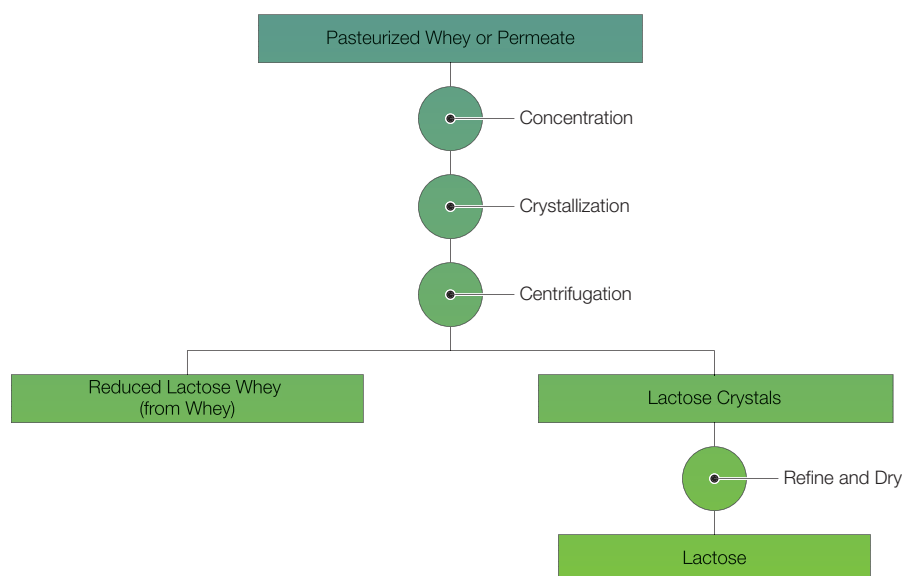 Pasteurized Whey or Permeate
Concentration
Crystallization
Centrifugation
Reduced Lactose Whey
(from Whey)
Lactose Crystals
Refine and Dry
Lactose